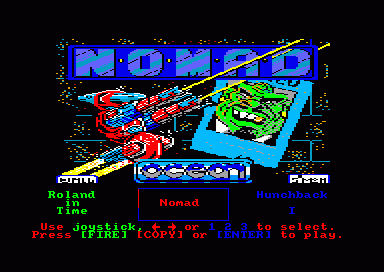 N·O·M·A·D
ocean
Roland
in
Time
Nomad
Hunchback
I
Use joystick, ← → or 1 2 3 to select.
Press [FIRE] [COPY] or [ENTER] to play.